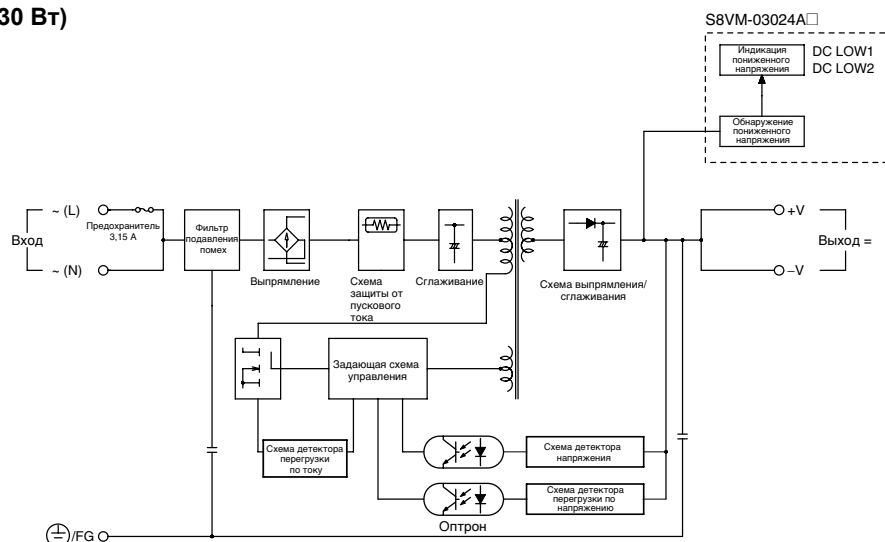 30 Вт)
S8VM-03024A□
Индикация
пониженного
напряжения
DC LOW1
DC LOW2
Обнаружение
пониженного
напряжения
Вход
~ (L)
Предохранитель
3,15 А
~ (N)
Фильтр
подавления
помех
Выпрямление
Схема
защиты от
пускового
тока
Сглаживание
Схема выпрямления/
сглаживания
+V
Выход =
–V
Задающая схема
управления
Схема детектора
перегрузки
по току
Схема детектора
напряжения
Схема детектора
перегрузки по
напряжению
Оптрон
/FG